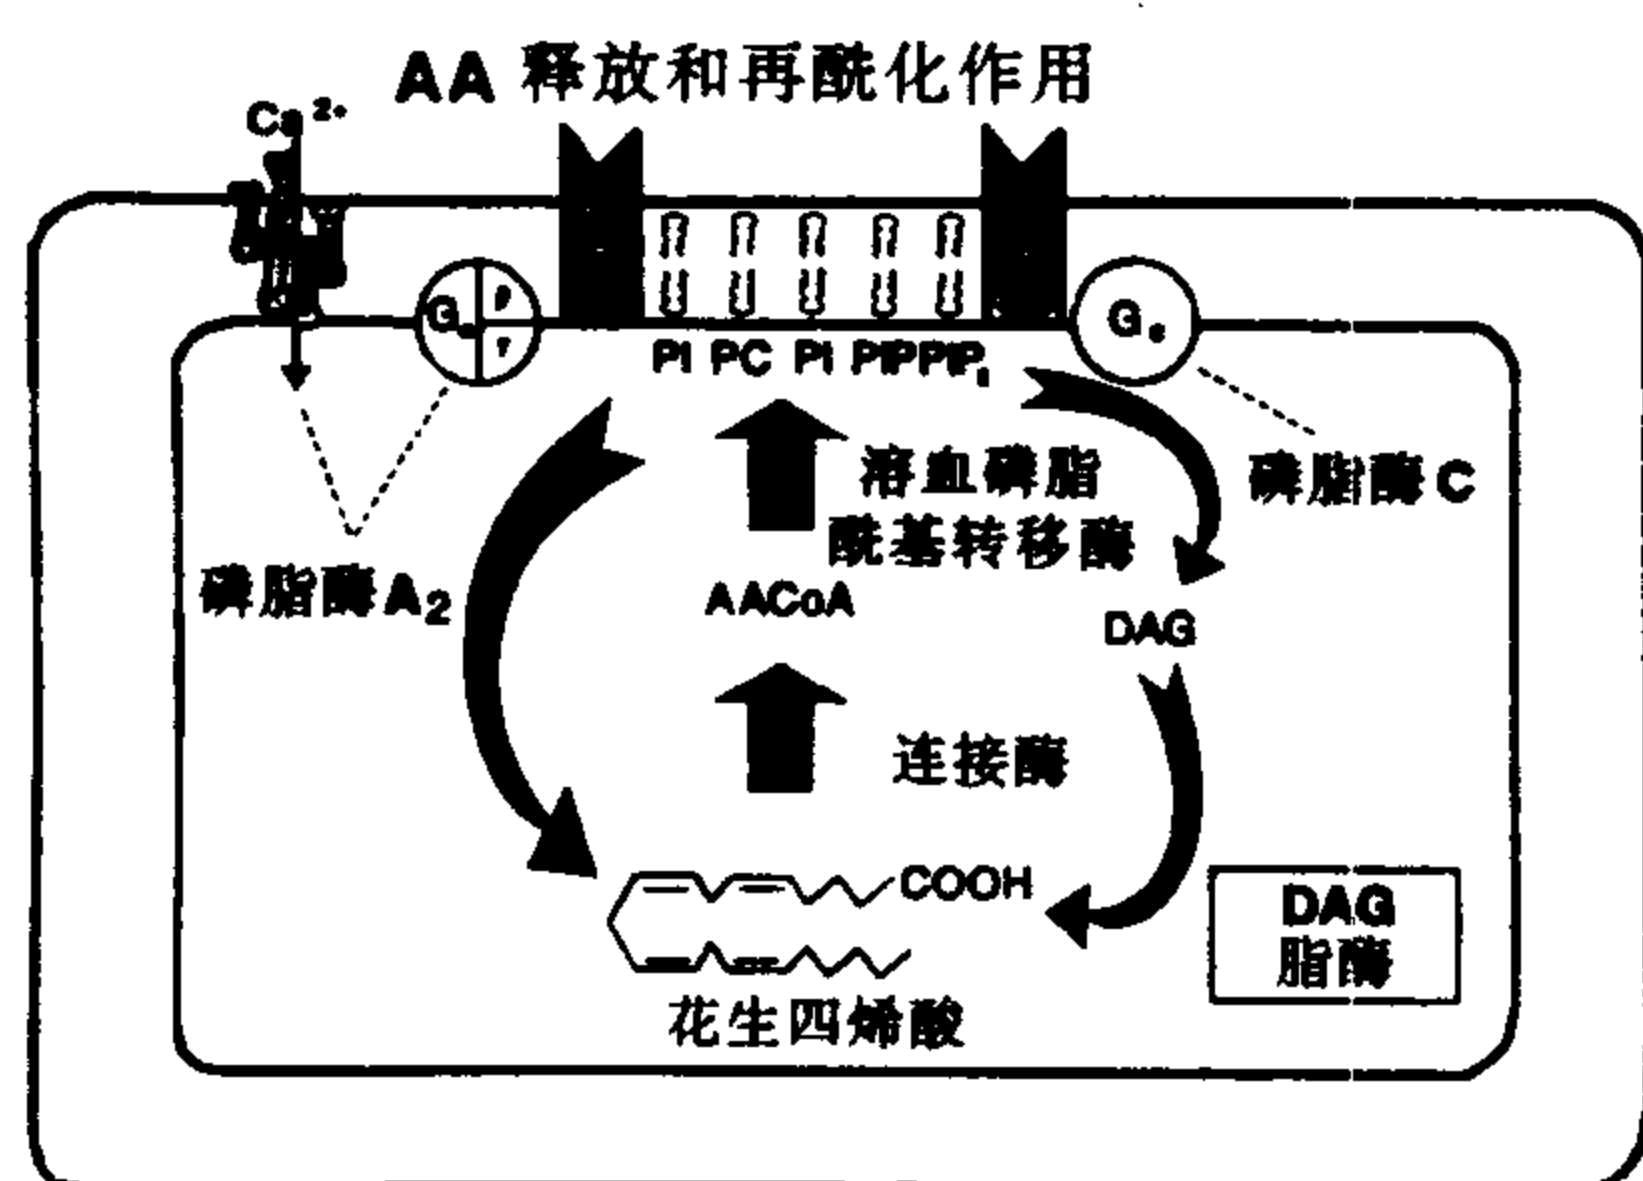 AA 释放和再酰化作用
Ca²⁺
PI PC PI PIP PIP
溶血磷脂
酰基转移酶
磷脂酶 C
磷脂酶 A₂
AACoA
DAG
连接酶
COOH
DAG
脂酶
花生四烯酸